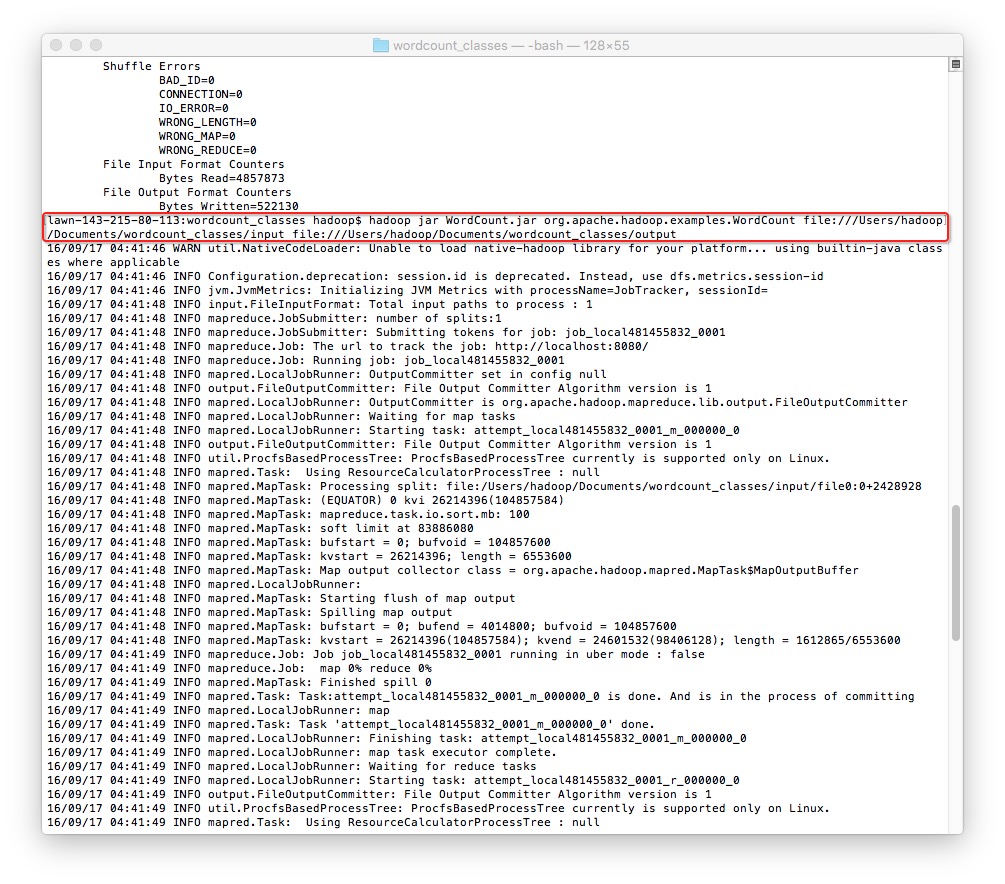 wordcount_classes — -bash — 128×55
Shuffle Errors
BAD_ID=0
CONNECTION=0
IO_ERROR=0
WRONG_LENGTH=0
WRONG_MAP=0
WRONG_REDUCE=0
File Input Format Counters
Bytes Read=4857873
File Output Format Counters
Bytes Written=522130
lawn-143-215-80-113:wordcount_classes hadoop$ hadoop jar WordCount.jar org.apache.hadoop.examples.WordCount file:///Users/hadoop
/Documents/wordcount_classes/input file:///Users/hadoop/Documents/wordcount_classes/output
16/09/17 04:41:46 WARN util.NativeCodeLoader: Unable to load native-hadoop library for your platform... using builtin-java class
es where applicable
16/09/17 04:41:46 INFO Configuration.deprecation: session.id is deprecated. Instead, use dfs.metrics.session-id
16/09/17 04:41:46 INFO jvm.JvmMetrics: Initializing JVM Metrics with processName=JobTracker, sessionId=
16/09/17 04:41:48 INFO input.FileInputFormat: Total input paths to process : 1
16/09/17 04:41:48 INFO mapreduce.JobSubmitter: number of splits:1
16/09/17 04:41:48 INFO mapreduce.JobSubmitter: Submitting tokens for job: job_local481455832_0001
16/09/17 04:41:48 INFO mapreduce.Job: The url to track the job: http://localhost:8080/
16/09/17 04:41:48 INFO mapreduce.Job: Running job: job_local481455832_0001
16/09/17 04:41:48 INFO mapred.LocalJobRunner: OutputCommitter set in config null
16/09/17 04:41:48 INFO output.FileOutputCommitter: File Output Committer Algorithm version is 1
16/09/17 04:41:48 INFO mapred.LocalJobRunner: OutputCommitter is org.apache.hadoop.mapreduce.lib.output.FileOutputCommitter
16/09/17 04:41:48 INFO mapred.LocalJobRunner: Waiting for map tasks
16/09/17 04:41:48 INFO mapred.LocalJobRunner: Starting task: attempt_local481455832_0001_m_000000_0
16/09/17 04:41:48 INFO output.FileOutputCommitter: File Output Committer Algorithm version is 1
16/09/17 04:41:48 INFO util.ProcfsBasedProcessTree: ProcfsBasedProcessTree currently is supported only on Linux.
16/09/17 04:41:48 INFO mapred.Task:  Using ResourceCalculatorProcessTree : null
16/09/17 04:41:48 INFO mapred.MapTask: Processing split: file:/Users/hadoop/Documents/wordcount_classes/input/file0:0+2428928
16/09/17 04:41:48 INFO mapred.MapTask: (EQUATOR) 0 kvi 26214396(104857584)
16/09/17 04:41:48 INFO mapred.MapTask: mapreduce.task.io.sort.mb: 100
16/09/17 04:41:48 INFO mapred.MapTask: soft limit at 83886080
16/09/17 04:41:48 INFO mapred.MapTask: bufstart = 0; bufvoid = 104857600
16/09/17 04:41:48 INFO mapred.MapTask: kvstart = 26214396; length = 6553600
16/09/17 04:41:48 INFO mapred.MapTask: Map output collector class = org.apache.hadoop.mapred.MapTask$MapOutputBuffer
16/09/17 04:41:48 INFO mapred.LocalJobRunner:
16/09/17 04:41:48 INFO mapred.MapTask: Starting flush of map output
16/09/17 04:41:48 INFO mapred.MapTask: Spilling map output
16/09/17 04:41:48 INFO mapred.MapTask: bufstart = 0; bufend = 4014800; bufvoid = 104857600
16/09/17 04:41:48 INFO mapred.MapTask: kvstart = 26214396(104857584); kvend = 24601532(98406128); length = 1612865/6553600
16/09/17 04:41:49 INFO mapreduce.Job: Job job_local481455832_0001 running in uber mode : false
16/09/17 04:41:49 INFO mapreduce.Job:  map 0% reduce 0%
16/09/17 04:41:49 INFO mapred.MapTask: Finished spill 0
16/09/17 04:41:49 INFO mapred.Task: Task:attempt_local481455832_0001_m_000000_0 is done. And is in the process of committing
16/09/17 04:41:49 INFO mapred.LocalJobRunner: map
16/09/17 04:41:49 INFO mapred.Task: Task 'attempt_local481455832_0001_m_000000_0' done.
16/09/17 04:41:49 INFO mapred.LocalJobRunner: Finishing task: attempt_local481455832_0001_m_000000_0
16/09/17 04:41:49 INFO mapred.LocalJobRunner: map task executor complete.
16/09/17 04:41:49 INFO mapred.LocalJobRunner: Waiting for reduce tasks
16/09/17 04:41:49 INFO mapred.LocalJobRunner: Starting task: attempt_local481455832_0001_r_000000_0
16/09/17 04:41:49 INFO output.FileOutputCommitter: File Output Committer Algorithm version is 1
16/09/17 04:41:49 INFO util.ProcfsBasedProcessTree: ProcfsBasedProcessTree currently is supported only on Linux.
16/09/17 04:41:49 INFO mapred.Task:  Using ResourceCalculatorProcessTree : null